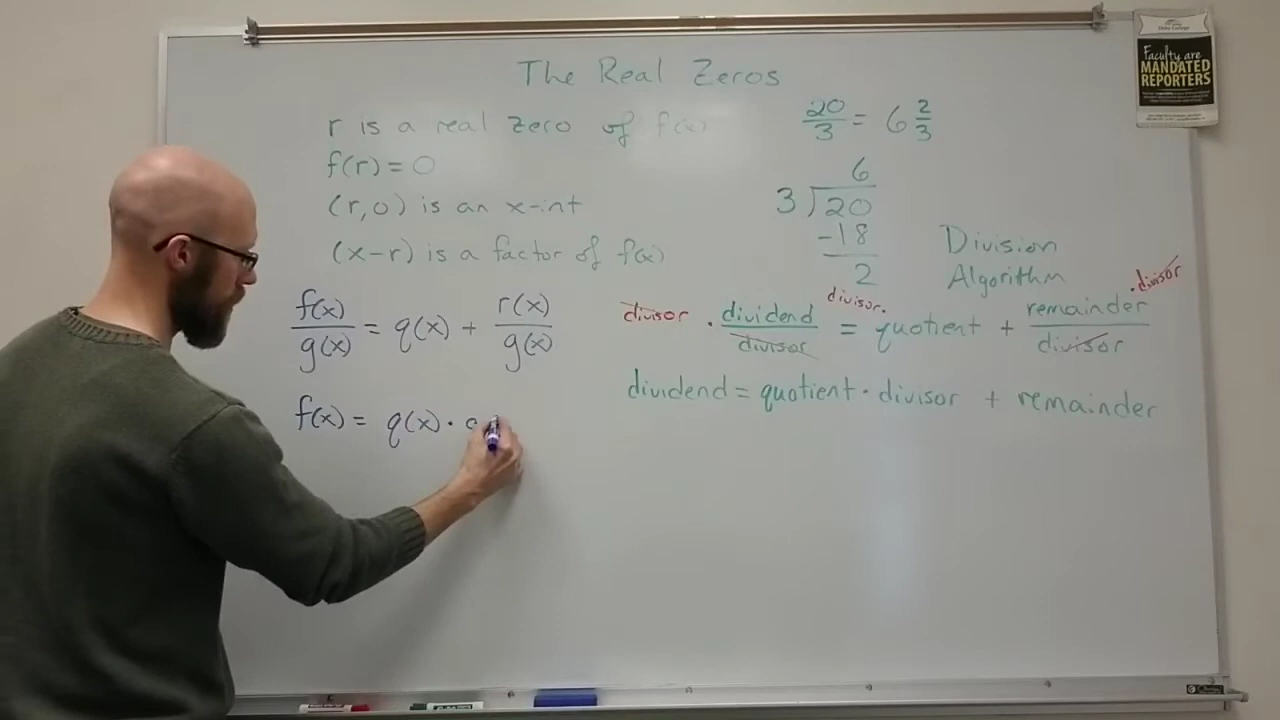 The Real Zeros
r is a real zero of f(x)
f(r) = 0
(r,0) is an x-int
(x-r) is a factor of f(x)
f(x)/g(x) = q(x) + r(x)/g(x)
f(x) = q(x) ·
20/3 = 6 2/3
6
3 ) 20
-18
2
Division
Algorithm
divisor · dividend/divisor = divisor · quotient + remainder/divisor · divisor
dividend = quotient · divisor + remainder
Faculty are
MANDATED
REPORTERS